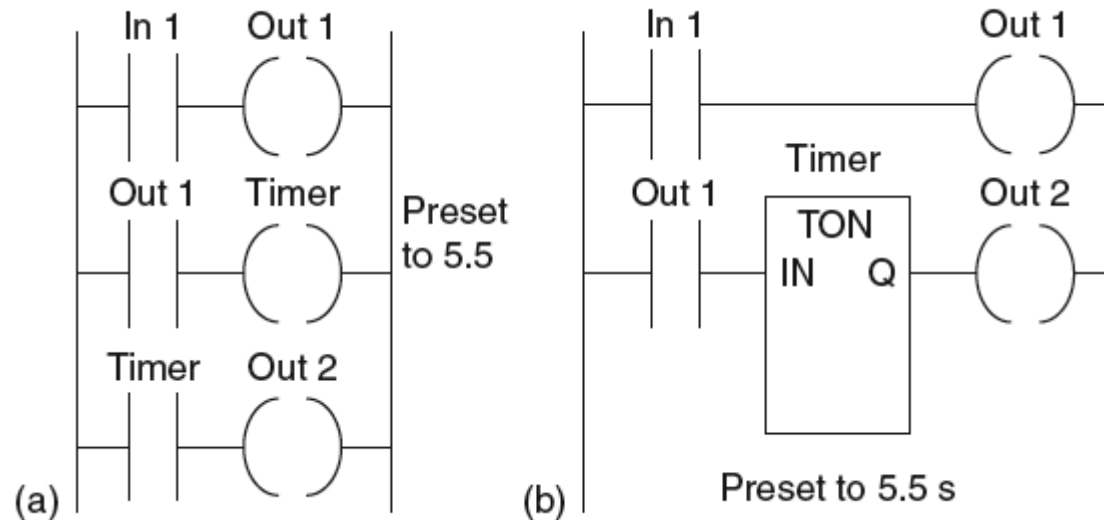 In 1 Out 1
Out 1 Timer
Preset
to 5.5
Timer Out 2
(a)
In 1 Out 1
Timer
Out 1 Out 2
TON
IN Q
Preset to 5.5 s
(b)